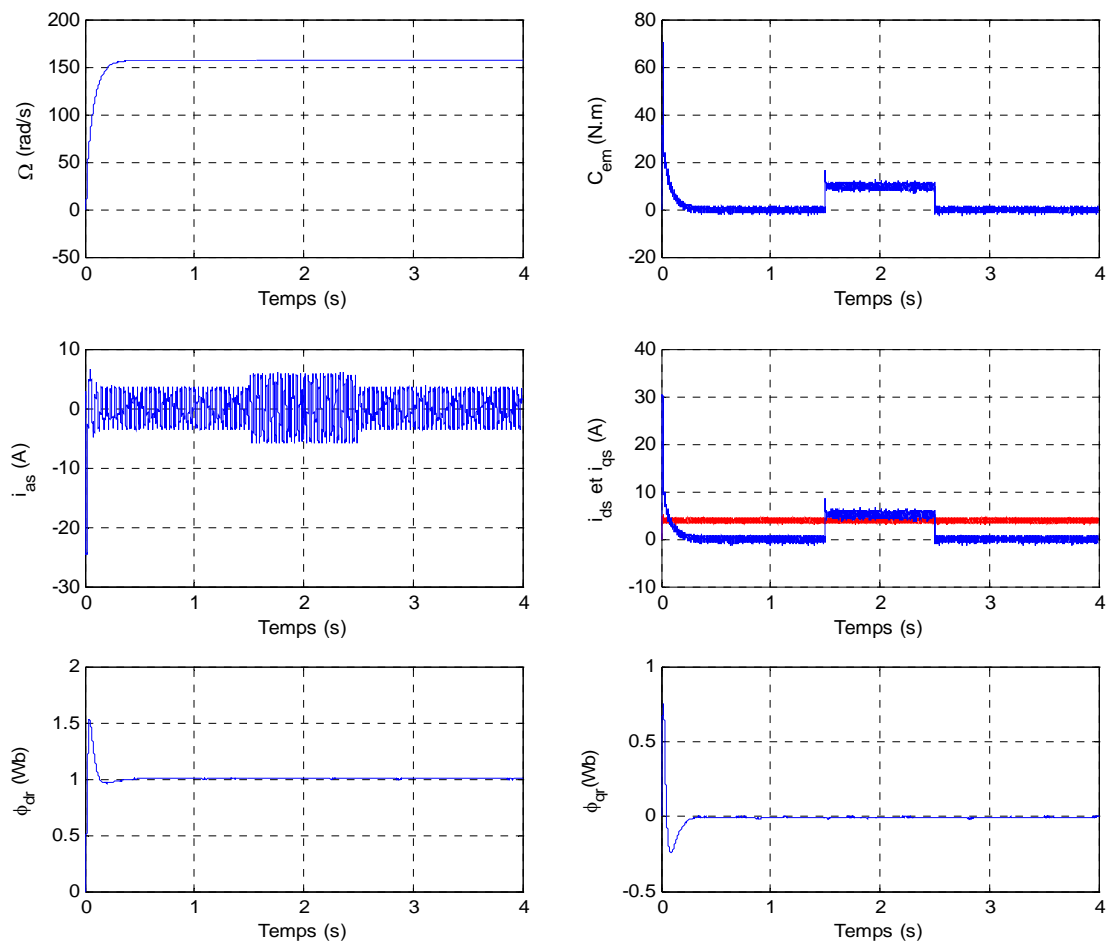 200
150
100
50
0
-50
Ω (rad/s)
0 1 2 3 4
Temps (s)
80
60
40
20
0
-20
C_em (N.m)
0 1 2 3 4
Temps (s)
10
0
-10
-20
-30
i_as (A)
0 1 2 3 4
Temps (s)
40
30
20
10
0
-10
i_ds et i_qs (A)
0 1 2 3 4
Temps (s)
2
1.5
1
0.5
0
ϕ_dr (Wb)
0 1 2 3 4
Temps (s)
1
0.5
0
-0.5
ϕ_qr(Wb)
0 1 2 3 4
Temps (s)